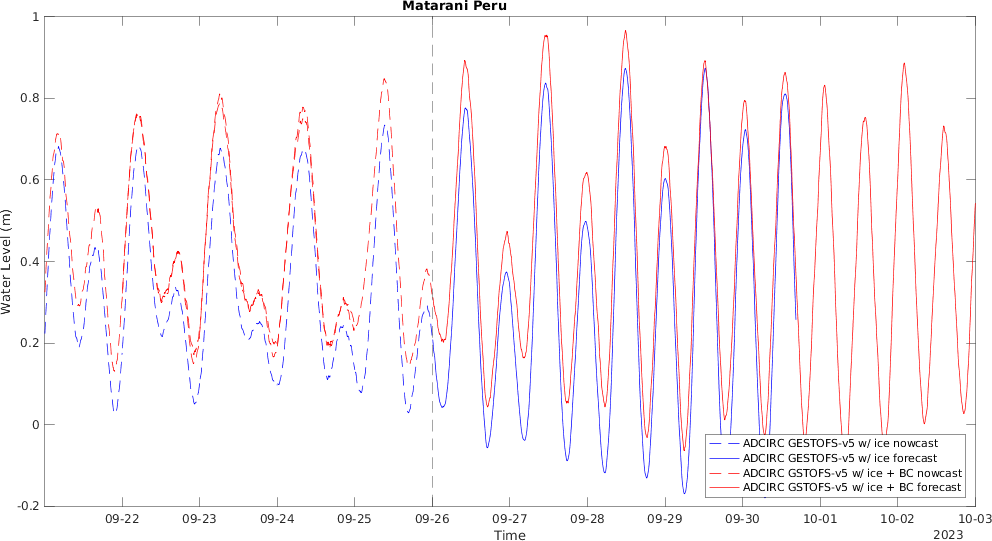 Matarani Peru
1
0.8
0.6
0.4
0.2
0
-0.2
Water Level (m)
09-22 09-23 09-24 09-25 09-26 09-27 09-28 09-29 09-30 10-01 10-02 10-03
Time
2023
ADCIRC GESTOFS-v5 w/ ice nowcast
ADCIRC GESTOFS-v5 w/ ice forecast
ADCIRC GSTOFS-v5 w/ ice + BC nowcast
ADCIRC GSTOFS-v5 w/ ice + BC forecast